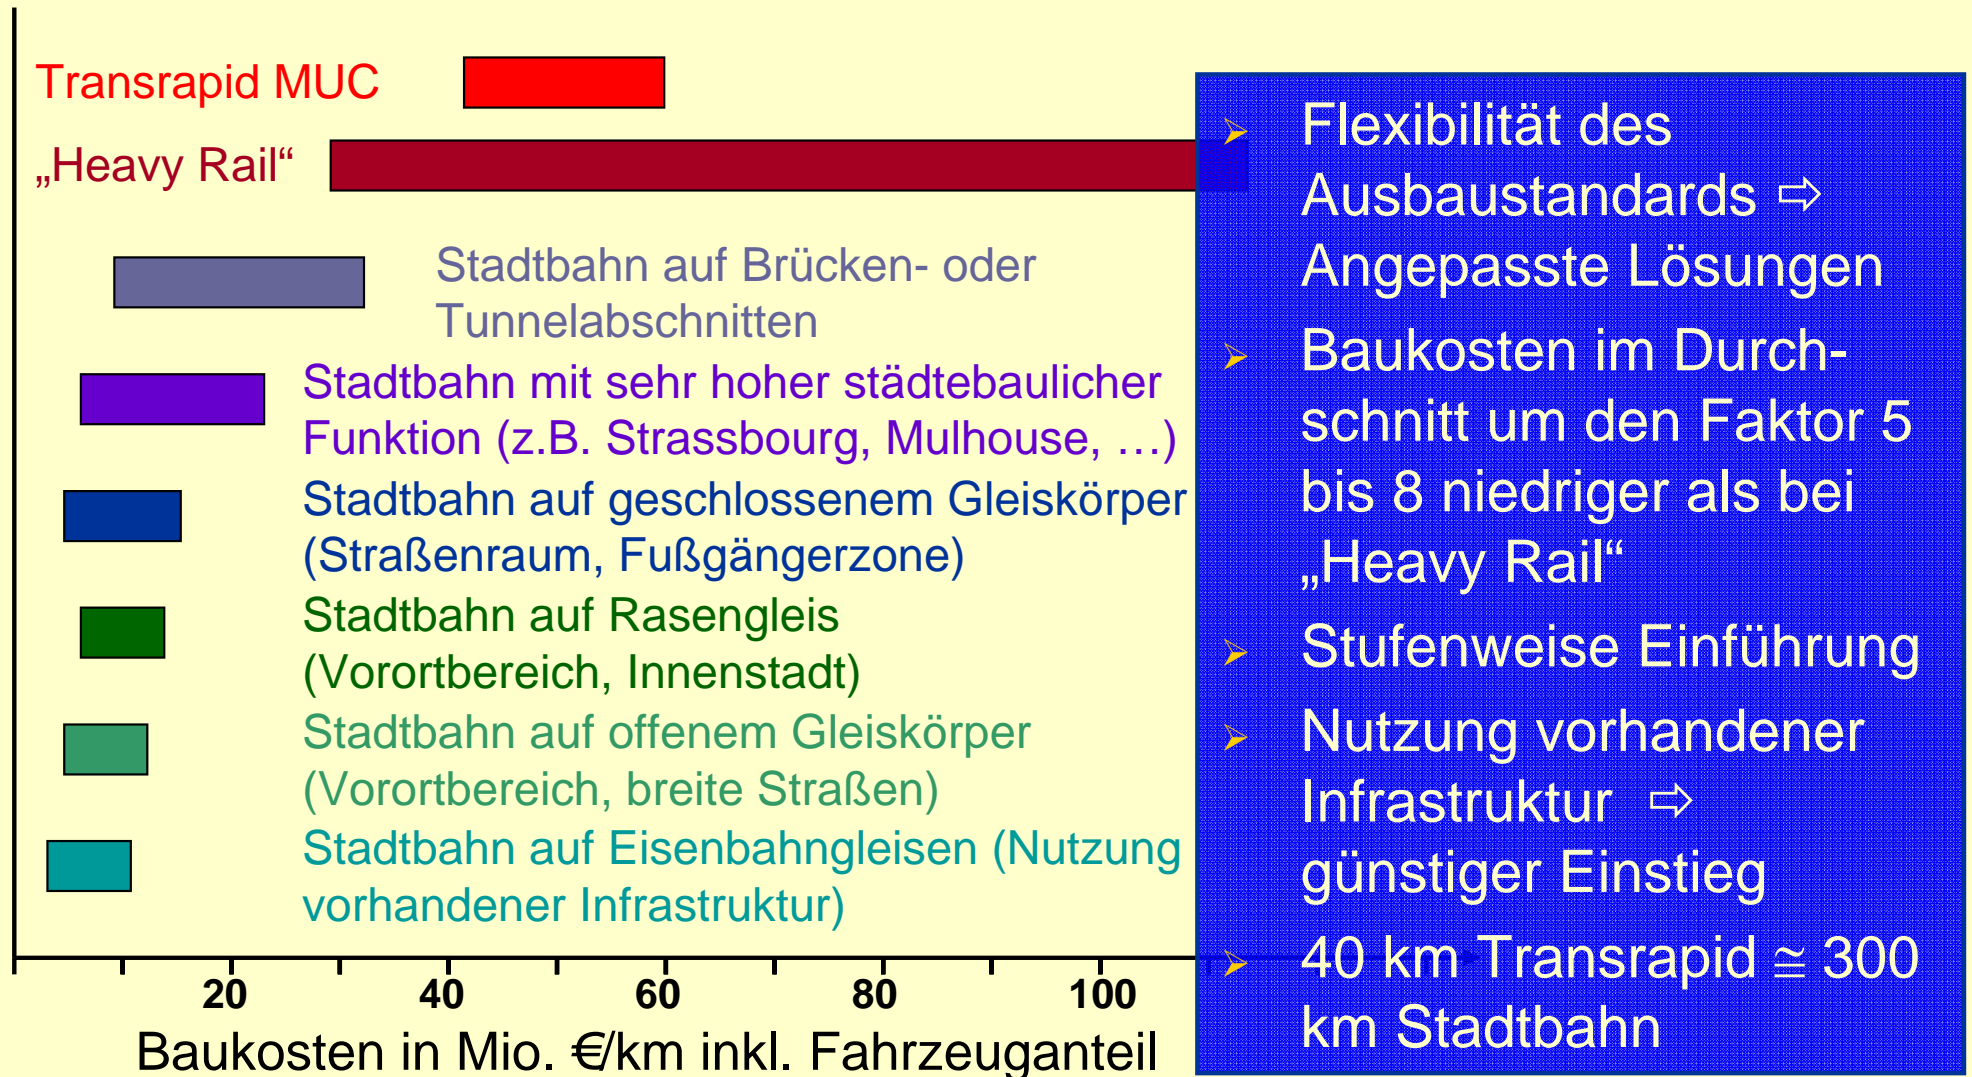 Transrapid MUC
„Heavy Rail“
Stadtbahn auf Brücken- oder
Tunnelabschnitten
Stadtbahn mit sehr hoher städtebaulicher
Funktion (z.B. Strassbourg, Mulhouse, …)
Stadtbahn auf geschlossenem Gleiskörper
(Straßenraum, Fußgängerzone)
Stadtbahn auf Rasengleis
(Vorortbereich, Innenstadt)
Stadtbahn auf offenem Gleiskörper
(Vorortbereich, breite Straßen)
Stadtbahn auf Eisenbahngleisen (Nutzung
vorhandener Infrastruktur)
20 40 60 80 100
Baukosten in Mio. €/km inkl. Fahrzeuganteil
➢ Flexibilität des
Ausbaustandards ⇨
Angepasste Lösungen
➢ Baukosten im Durch-
schnitt um den Faktor 5
bis 8 niedriger als bei
„Heavy Rail“
➢ Stufenweise Einführung
➢ Nutzung vorhandener
Infrastruktur ⇨
günstiger Einstieg
➢ 40 km Transrapid ≅ 300
km Stadtbahn